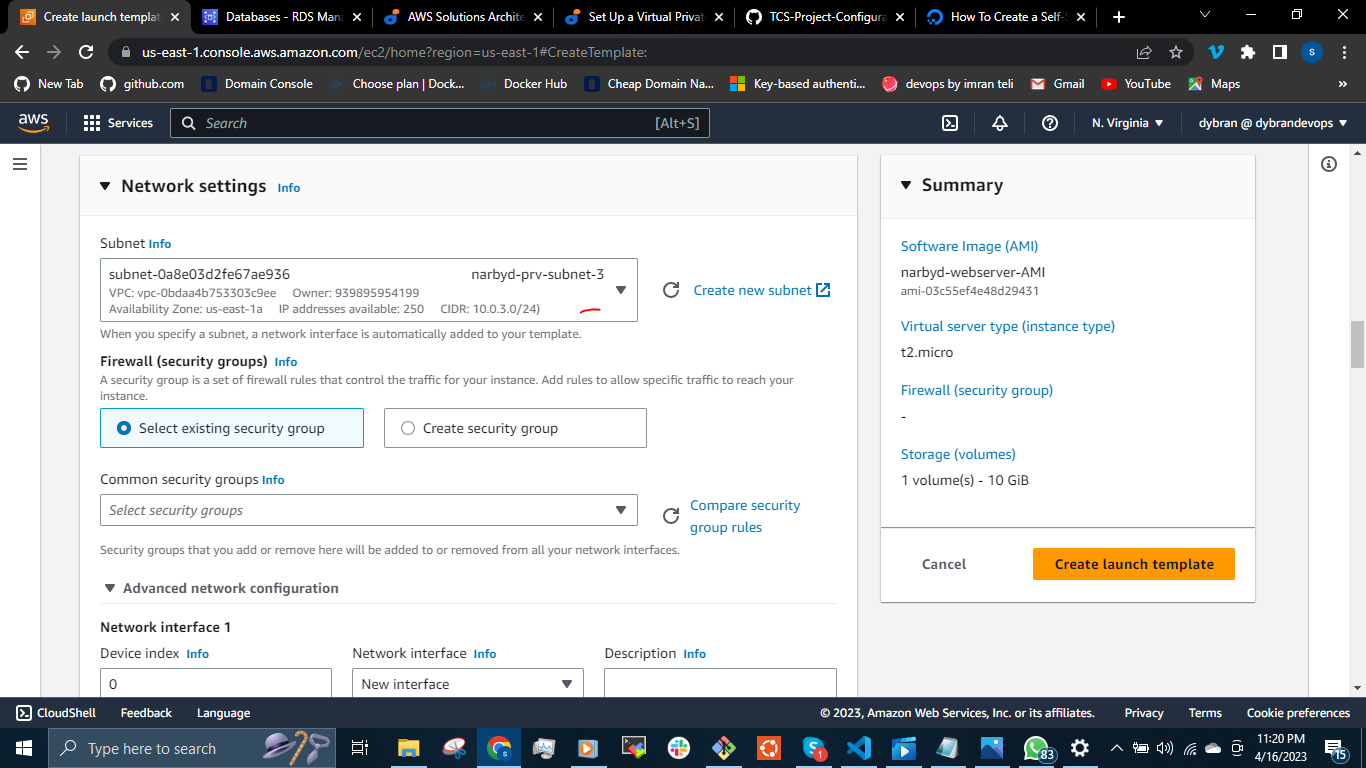 Create launch templat
Databases - RDS Mana
AWS Solutions Archite
Set Up a Virtual Privat
TCS-Project-Configura
How To Create a Self-S
us-east-1.console.aws.amazon.com/ec2/home?region=us-east-1#CreateTemplate:
S
New Tab
github.com
Domain Console
Choose plan | Dock...
Docker Hub
Cheap Domain Na...
Key-based authenti...
devops by imran teli
Gmail
YouTube
Maps
»
aws
Services
Search
[Alt+S]
N. Virginia
dybran @ dybrandevops
Network settings Info
Subnet Info
subnet-0a8e03d2fe67ae936 narbyd-prv-subnet-3
VPC: vpc-0bdaa4b753303c9ee Owner: 939895954199
Availability Zone: us-east-1a IP addresses available: 250 CIDR: 10.0.3.0/24)
Create new subnet
When you specify a subnet, a network interface is automatically added to your template.
Firewall (security groups) Info
A security group is a set of firewall rules that control the traffic for your instance. Add rules to allow specific traffic to reach your
instance.
Select existing security group
Create security group
Common security groups Info
Select security groups
Compare security
group rules
Security groups that you add or remove here will be added to or removed from all your network interfaces.
Advanced network configuration
Network interface 1
Device index Info
Network interface Info
Description Info
0
New interface
Summary
Software Image (AMI)
narbyd-webserver-AMI
ami-03c55ef4e48d29431
Virtual server type (instance type)
t2.micro
Firewall (security group)
-
Storage (volumes)
1 volume(s) - 10 GiB
Cancel
Create launch template
CloudShell
Feedback
Language
© 2023, Amazon Web Services, Inc. or its affiliates.
Privacy
Terms
Cookie preferences
Type here to search
1
83
11:20 PM
4/16/2023
15